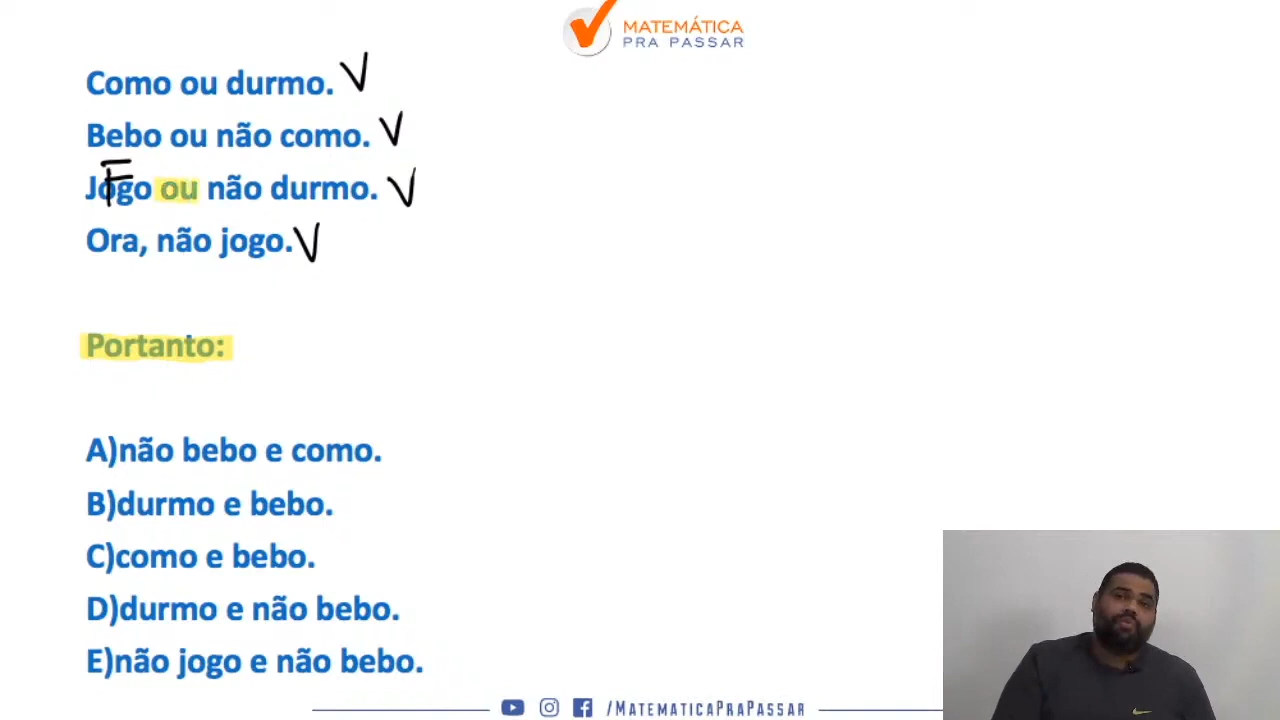 MATEMÁTICA
PRA PASSAR
Como ou durmo. V
Bebo ou não como. V
F
Jogo ou não durmo. V
Ora, não jogo. V
Portanto:
A)não bebo e como.
B)durmo e bebo.
C)como e bebo.
D)durmo e não bebo.
E)não jogo e não bebo.
/MATEMATICAPRAPASSAR